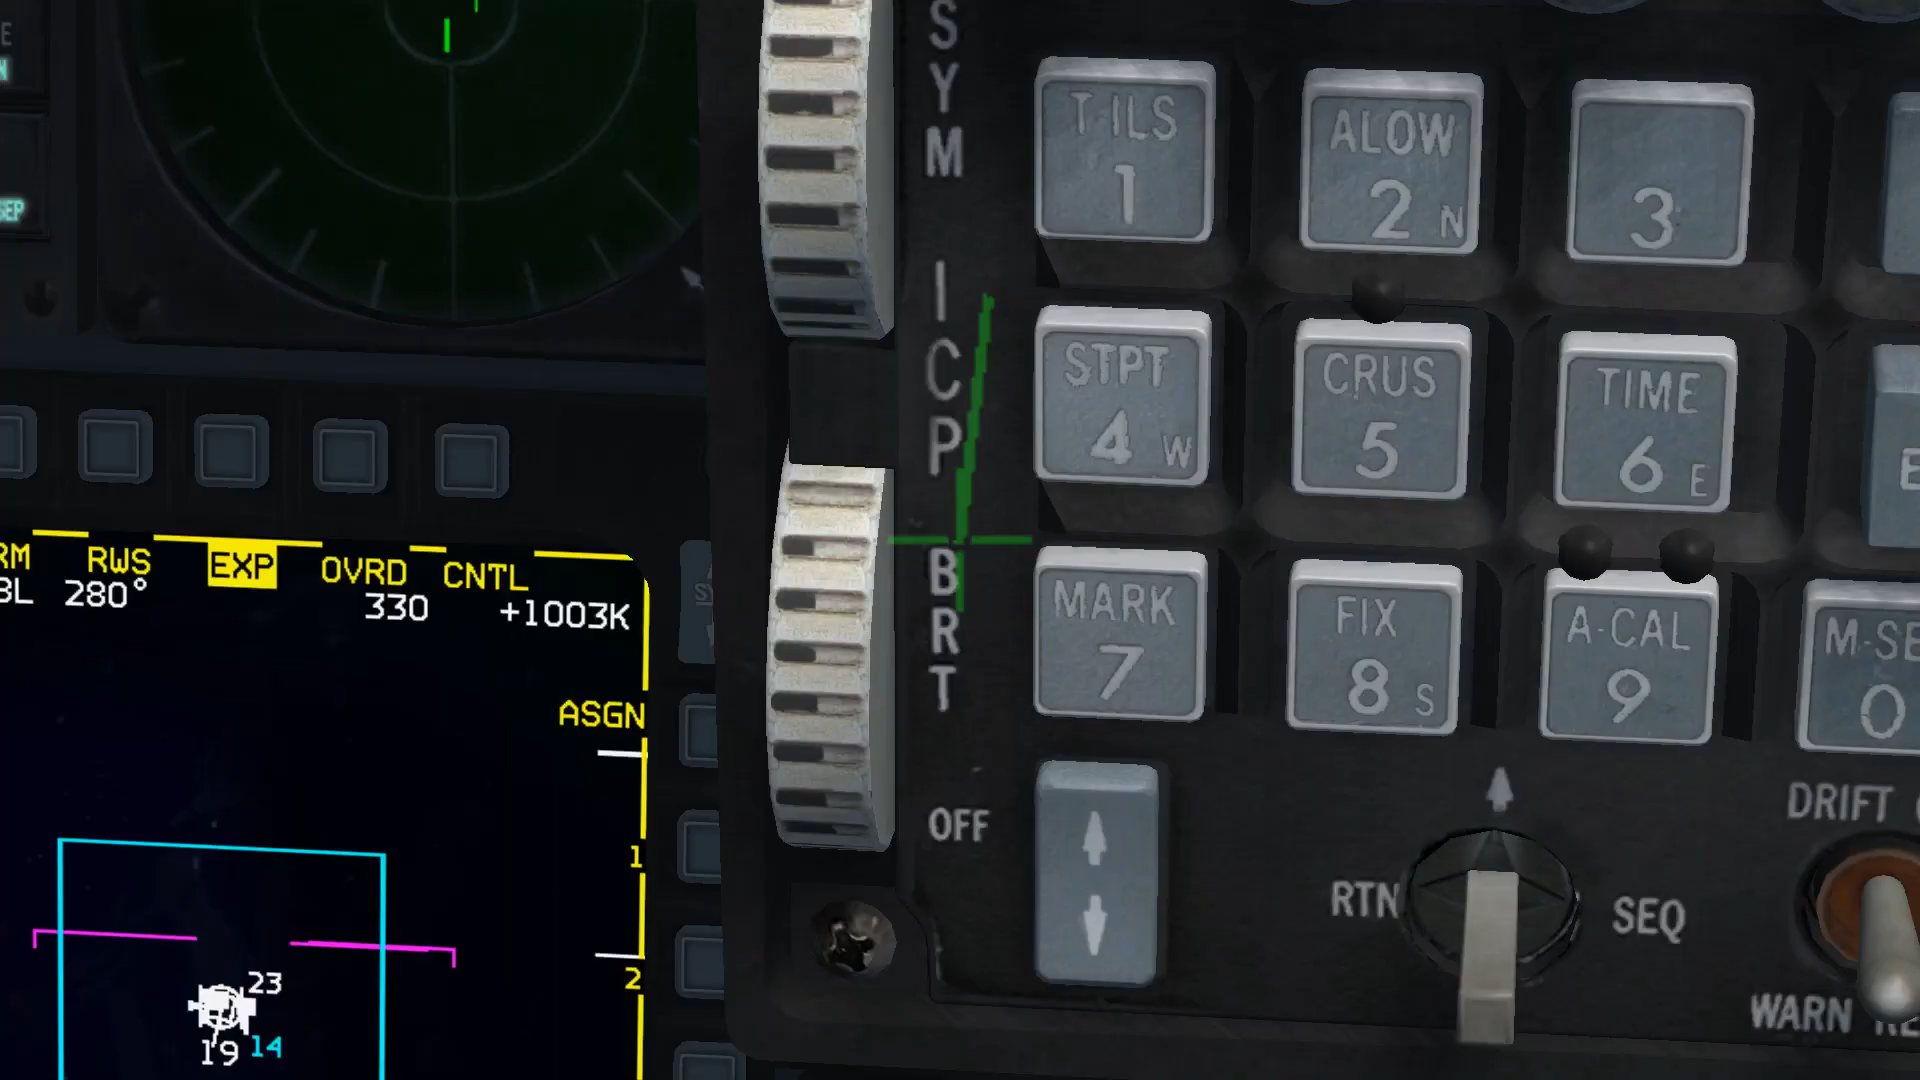 SYM
ICP
BRT
OFF
T-ILS
1
ALOW
2 N
3
STPT
4 W
CRUS
5
TIME
6 E
MARK
7
FIX
8 S
A-CAL
9
0
RTN
SEQ
DRIFT
WARN
RWS
EXP
OVRD
CNTL
280°
330
+1003K
ASGN
1
2
23
19 14